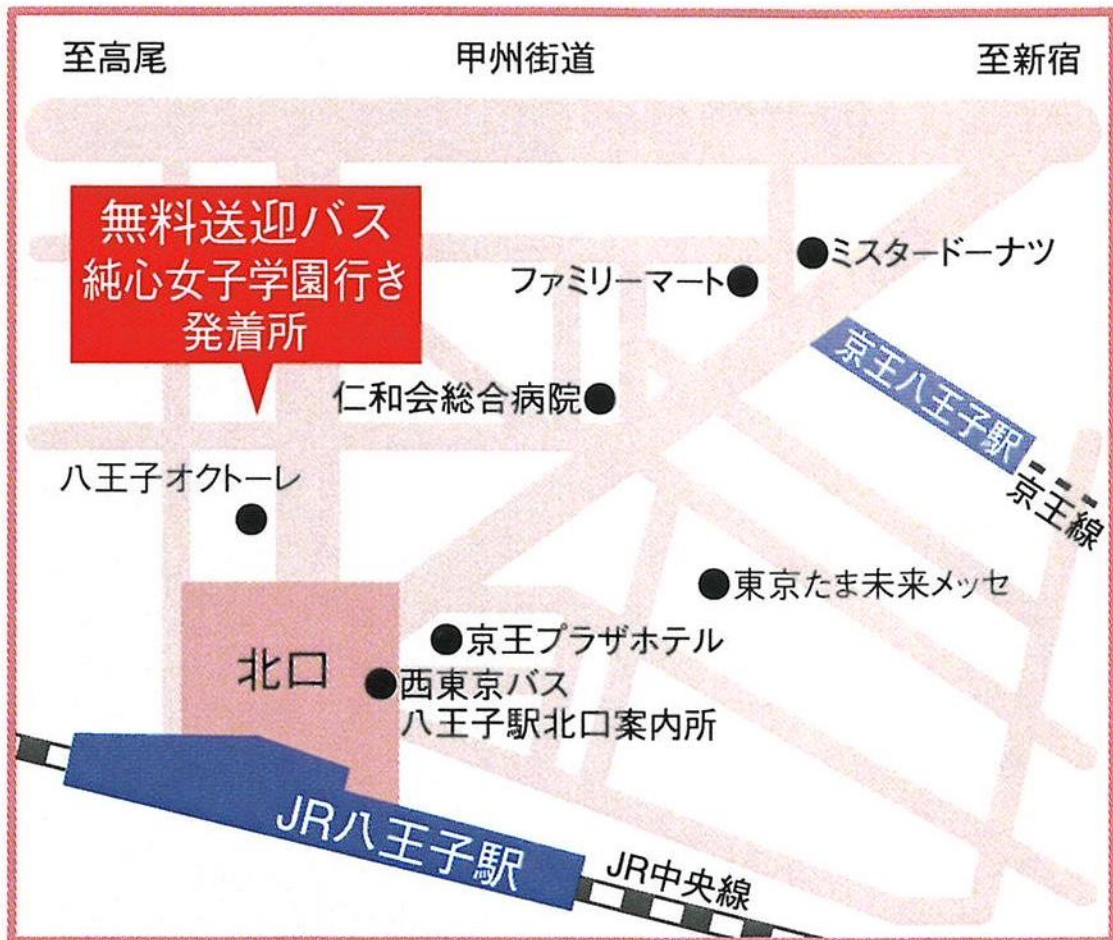 至高尾
甲州街道
至新宿
無料送迎バス
純心女子学園行き
発着所
ミスタードーナツ
ファミリーマート
京王八王子駅
仁和会総合病院
京王線
八王子オクトーレ
東京たま未来メッセ
京王プラザホテル
北口
西東京バス
八王子駅北口案内所
JR八王子駅
JR中央線